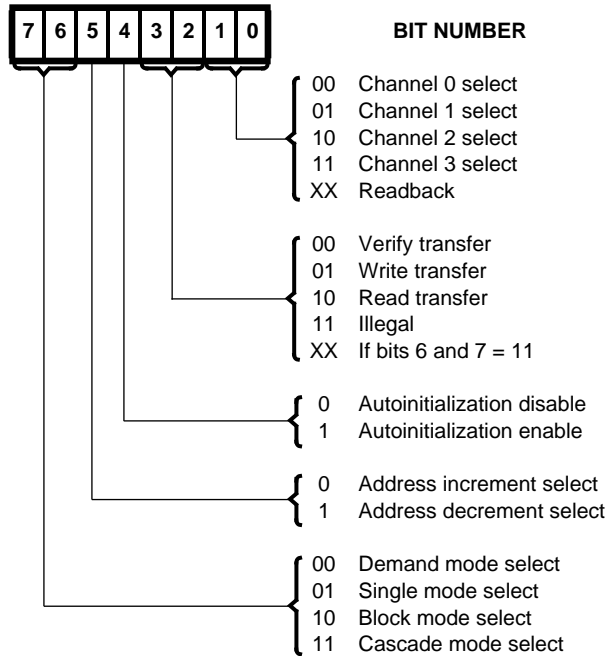 7 6 5 4 3 2 1 0 BIT NUMBER
00 Channel 0 select
01 Channel 1 select
10 Channel 2 select
11 Channel 3 select
XX Readback
00 Verify transfer
01 Write transfer
10 Read transfer
11 Illegal
XX If bits 6 and 7 = 11
0 Autoinitialization disable
1 Autoinitialization enable
0 Address increment select
1 Address decrement select
00 Demand mode select
01 Single mode select
10 Block mode select
11 Cascade mode select